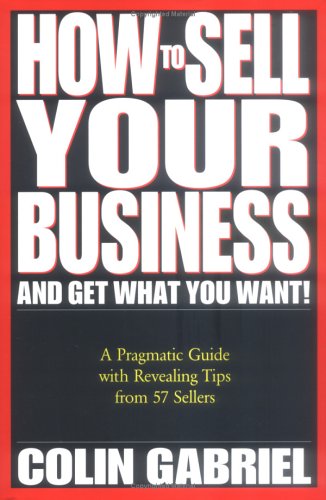 HOW TO SELL
YOUR
BUSINESS
AND GET WHAT YOU WANT!
A Pragmatic Guide
with Revealing Tips
from 57 Sellers
COLIN GABRIEL